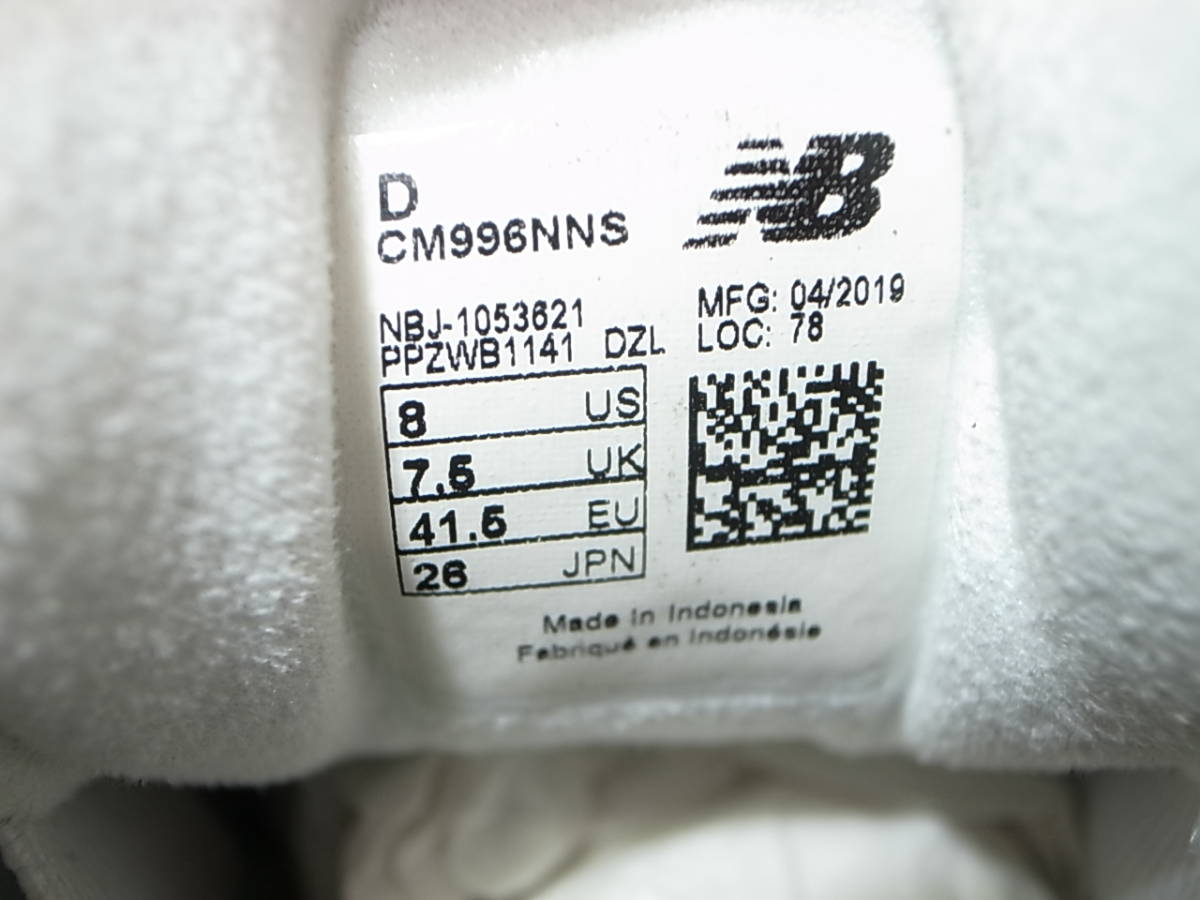 D
CM996NNS
NB
NBJ-1053621
PPZWB1141 DZL
MFG: 04/2019
LOC: 78
8 US
7.5 UK
41.5 EU
26 JPN
Made in Indonesia
Fabriqué en Indonésie